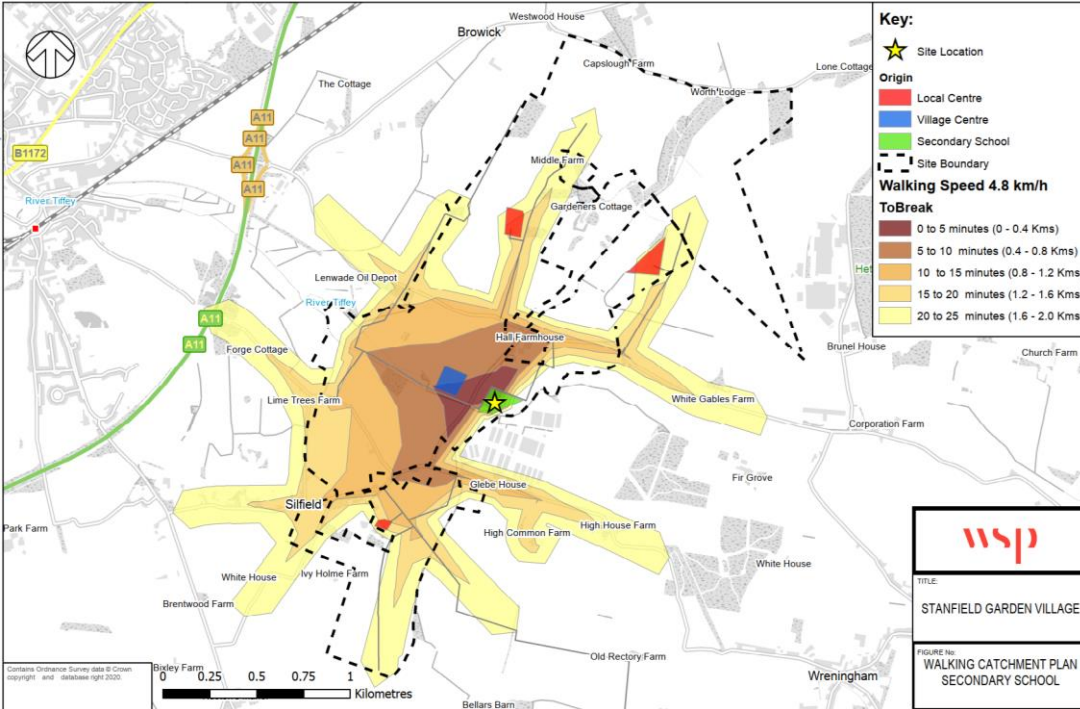 Westwood House
Browick
Capslough Farm
Lone Cottage
The Cottage
Worth Lodge
A11
A11
A11
A11
B1172
Middle Farm
River Tiffey
Gardeners Cottage
Lenwade Oil Depot
River Tiffey
Het
A11
A11
Hall Farmhouse
Forge Cottage
Brunel House
Church Farm
Lime Trees Farm
White Gables Farm
Corporation Farm
Fir Grove
Glebe House
Silfield
High House Farm
High Common Farm
Park Farm
White House
White House
Ivy Holme Farm
Brentwood Farm
Old Rectory Farm
Bixley Farm
Wreningham
Bellars Barn
Key:
Site Location
Origin
Local Centre
Village Centre
Secondary School
Site Boundary
Walking Speed 4.8 km/h
ToBreak
0 to 5 minutes (0 - 0.4 Kms)
5 to 10 minutes (0.4 - 0.8 Kms)
10 to 15 minutes (0.8 - 1.2 Kms
15 to 20 minutes (1.2 - 1.6 Kms
20 to 25 minutes (1.6 - 2.0 Kms
wsp
TITLE:
STANFIELD GARDEN VILLAGE
FIGURE No:
WALKING CATCHMENT PLAN
SECONDARY SCHOOL
Contains Ordnance Survey data © Crown
copyright and database right 2020.
0 0.25 0.5 1
Kilometres